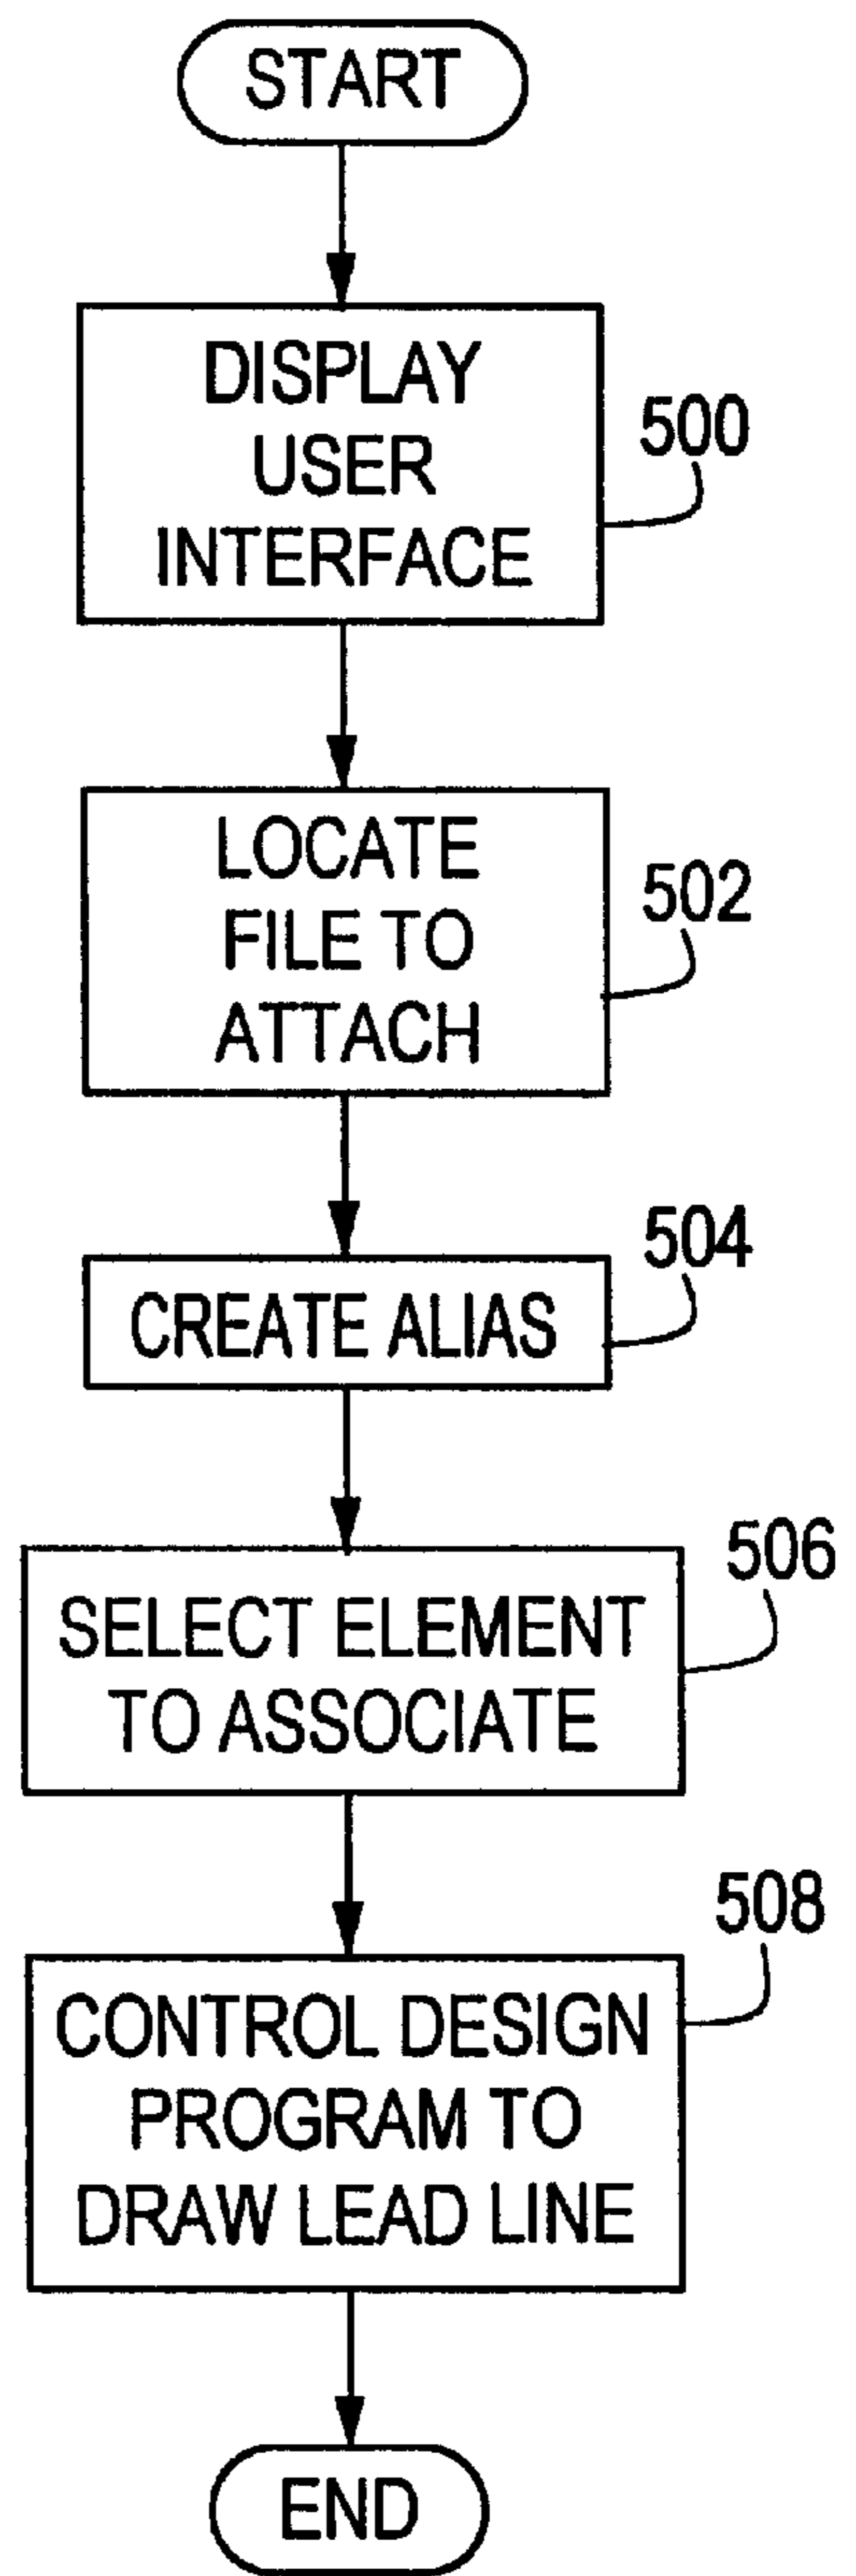 START
DISPLAY
USER
INTERFACE
500
LOCATE
FILE TO
ATTACH
502
CREATE ALIAS
504
SELECT ELEMENT
TO ASSOCIATE
506
CONTROL DESIGN
PROGRAM TO
DRAW LEAD LINE
508
END